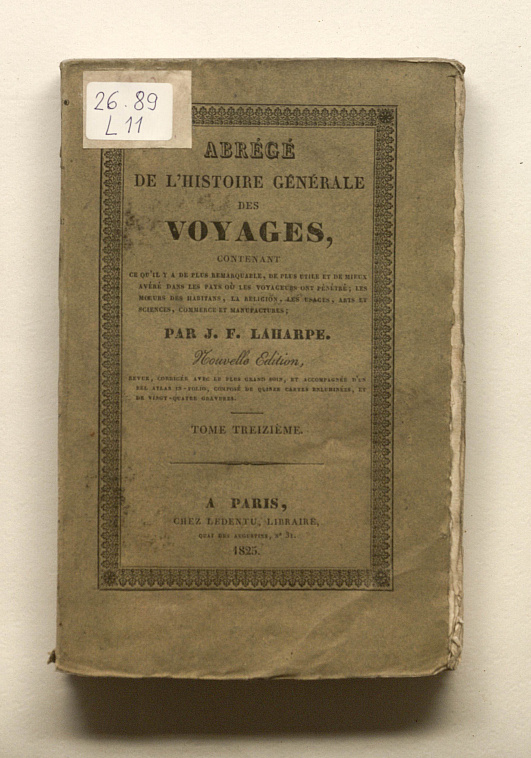 26.89
L 11
ABRÉGÉ
DE L'HISTOIRE GÉNÉRALE
DES
VOYAGES,
CONTENANT
CE QU'IL Y A DE PLUS REMARQUABLE, DE PLUS UTILE ET DE MIEUX
AVÉRÉ DANS LES PAYS OÙ LES VOYAGEURS ONT PÉNÉTRÉ; LES
MŒURS DES HABITANS, LA RELIGION, LES USAGES, ARTS ET
SCIENCES, COMMERCE ET MANUFACTURES;
PAR J. F. LAHARPE.
Nouvelle Édition,
REVUE, CORRIGÉE AVEC LE PLUS GRAND SOIN, ET ACCOMPAGNÉE D'UN
BEL ATLAS IN-FOLIO, COMPOSÉ DE QUINZE CARTES ENLUMINÉES, ET
DE VINGT-QUATRE GRAVURES.
TOME TREIZIÈME.
A PARIS,
CHEZ LEDENTU, LIBRAIRE,
QUAI DES AUGUSTINS, Nº 31.
1825.